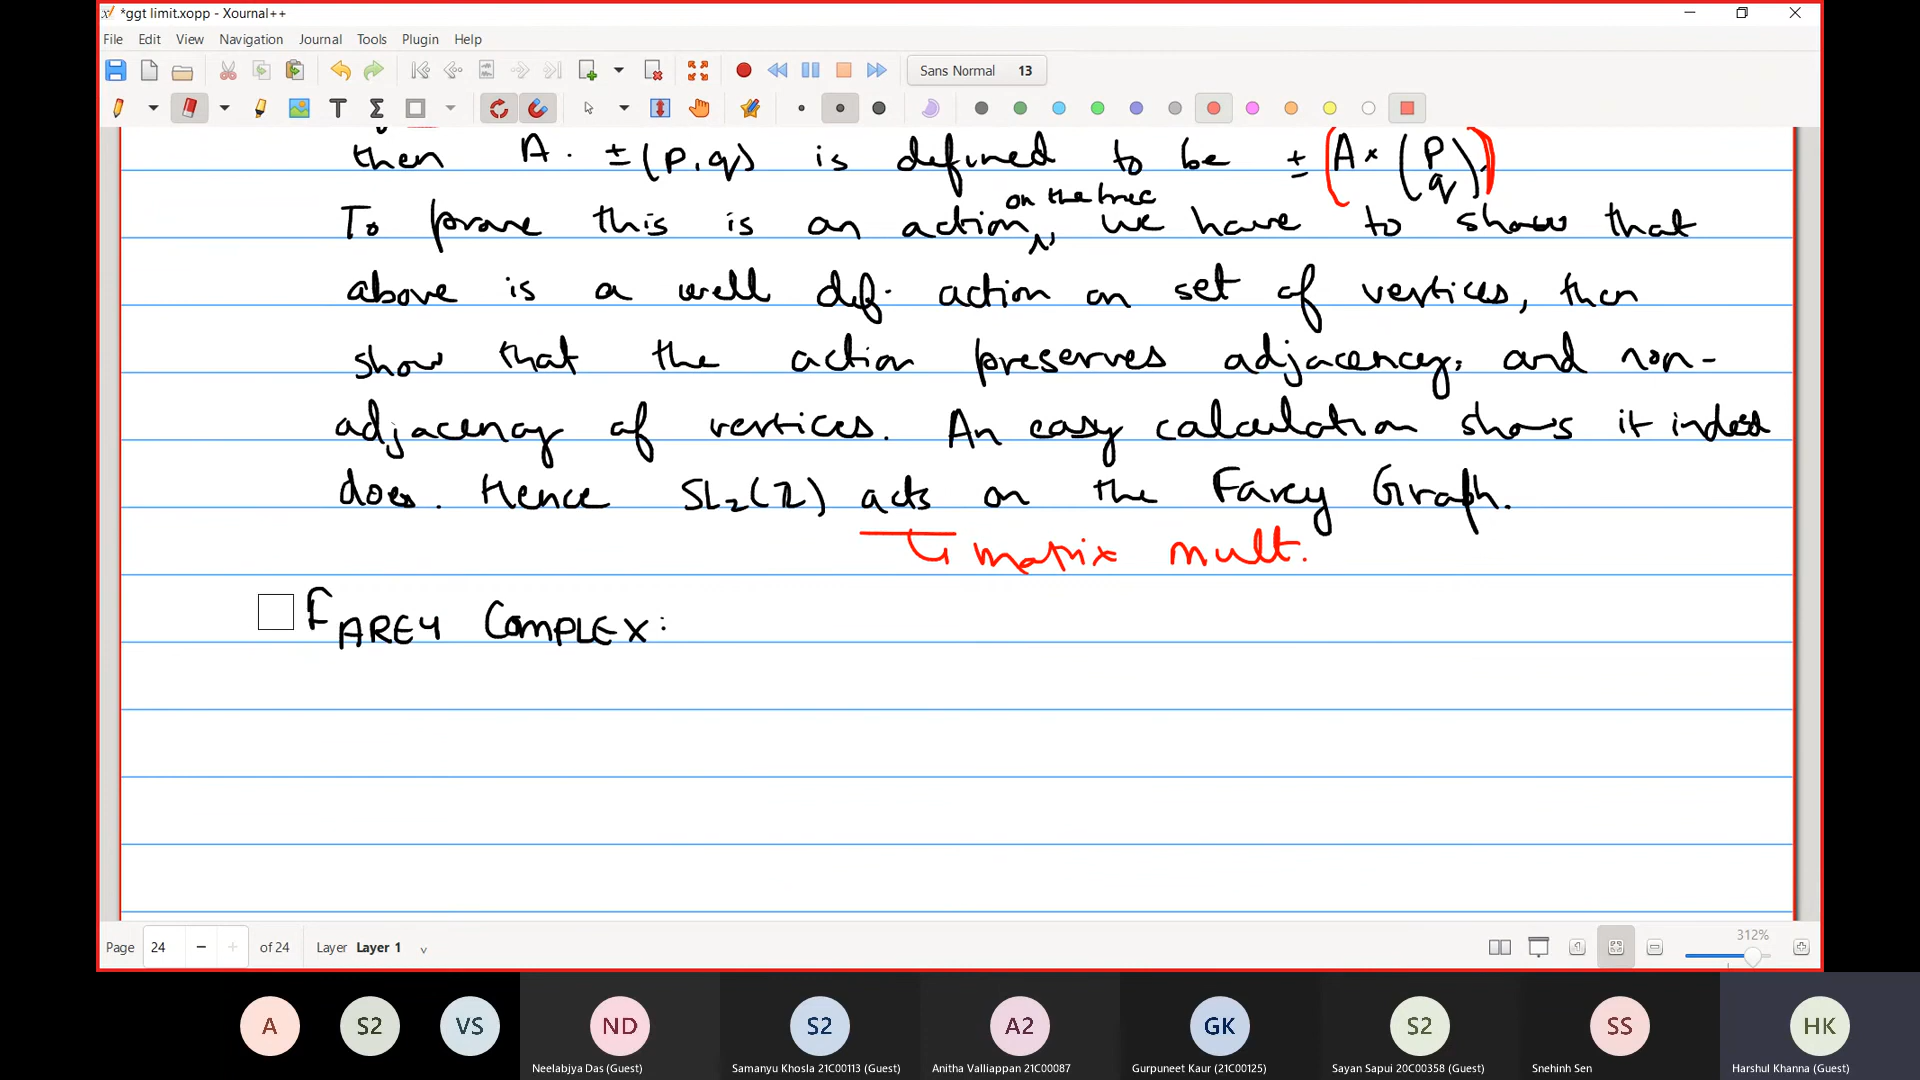 *ggt limit.xopp - Xournal++
File Edit View Navigation Journal Tools Plugin Help
Sans Normal 13
then A. ±(p,q) is defined to be ±(A × (p q)).
on the tree
To prove this is an action we have to show that
above is a well def. action on set of vertices, then
show that the action preserves adjacency, and non-
adjacency of vertices. An easy calculation shows it indeed
does. Hence SL₂(ℤ) acts on the Farey Graph.
↳ matrix mult.
FAREY COMPLEX:
Page 24 of 24 Layer Layer 1 312%
A S2 VS ND S2 A2 GK S2 SS HK
Neelabjya Das (Guest) Samanyu Khosla 21C00113 (Guest) Anitha Valliappan 21C00087 Gurpuneet Kaur (21C00125) Sayan Sapui 20C00358 (Guest) Snehinh Sen Harshul Khanna (Guest)